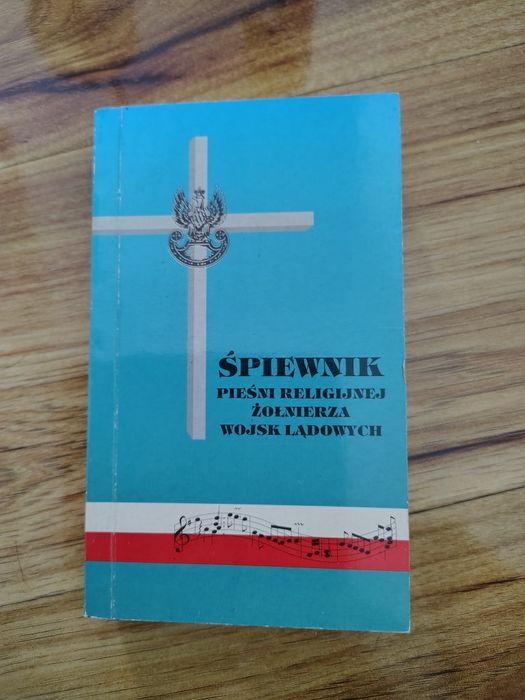 ŚPIEWNIK
PIEŚNI RELIGIJNEJ
ŻOŁNIERZA
WOJSK LĄDOWYCH